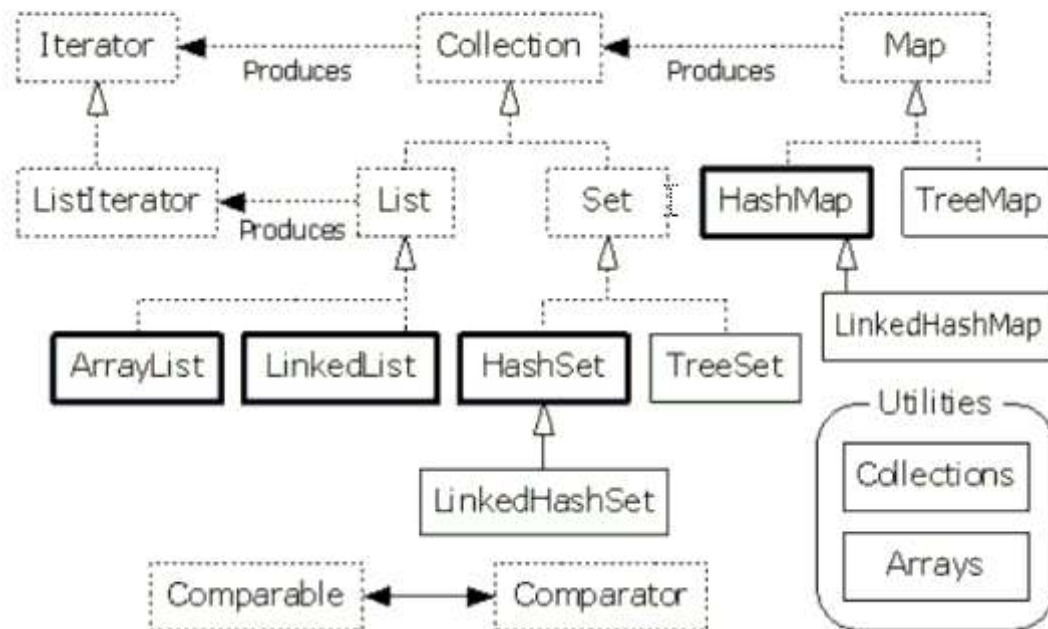 Iterator
Produces
Collection
Produces
Map
ListIterator
Produces
List
Set
HashMap
TreeMap
LinkedHashMap
ArrayList
LinkedList
HashSet
TreeSet
LinkedHashSet
Utilities
Collections
Arrays
Comparable
Comparator